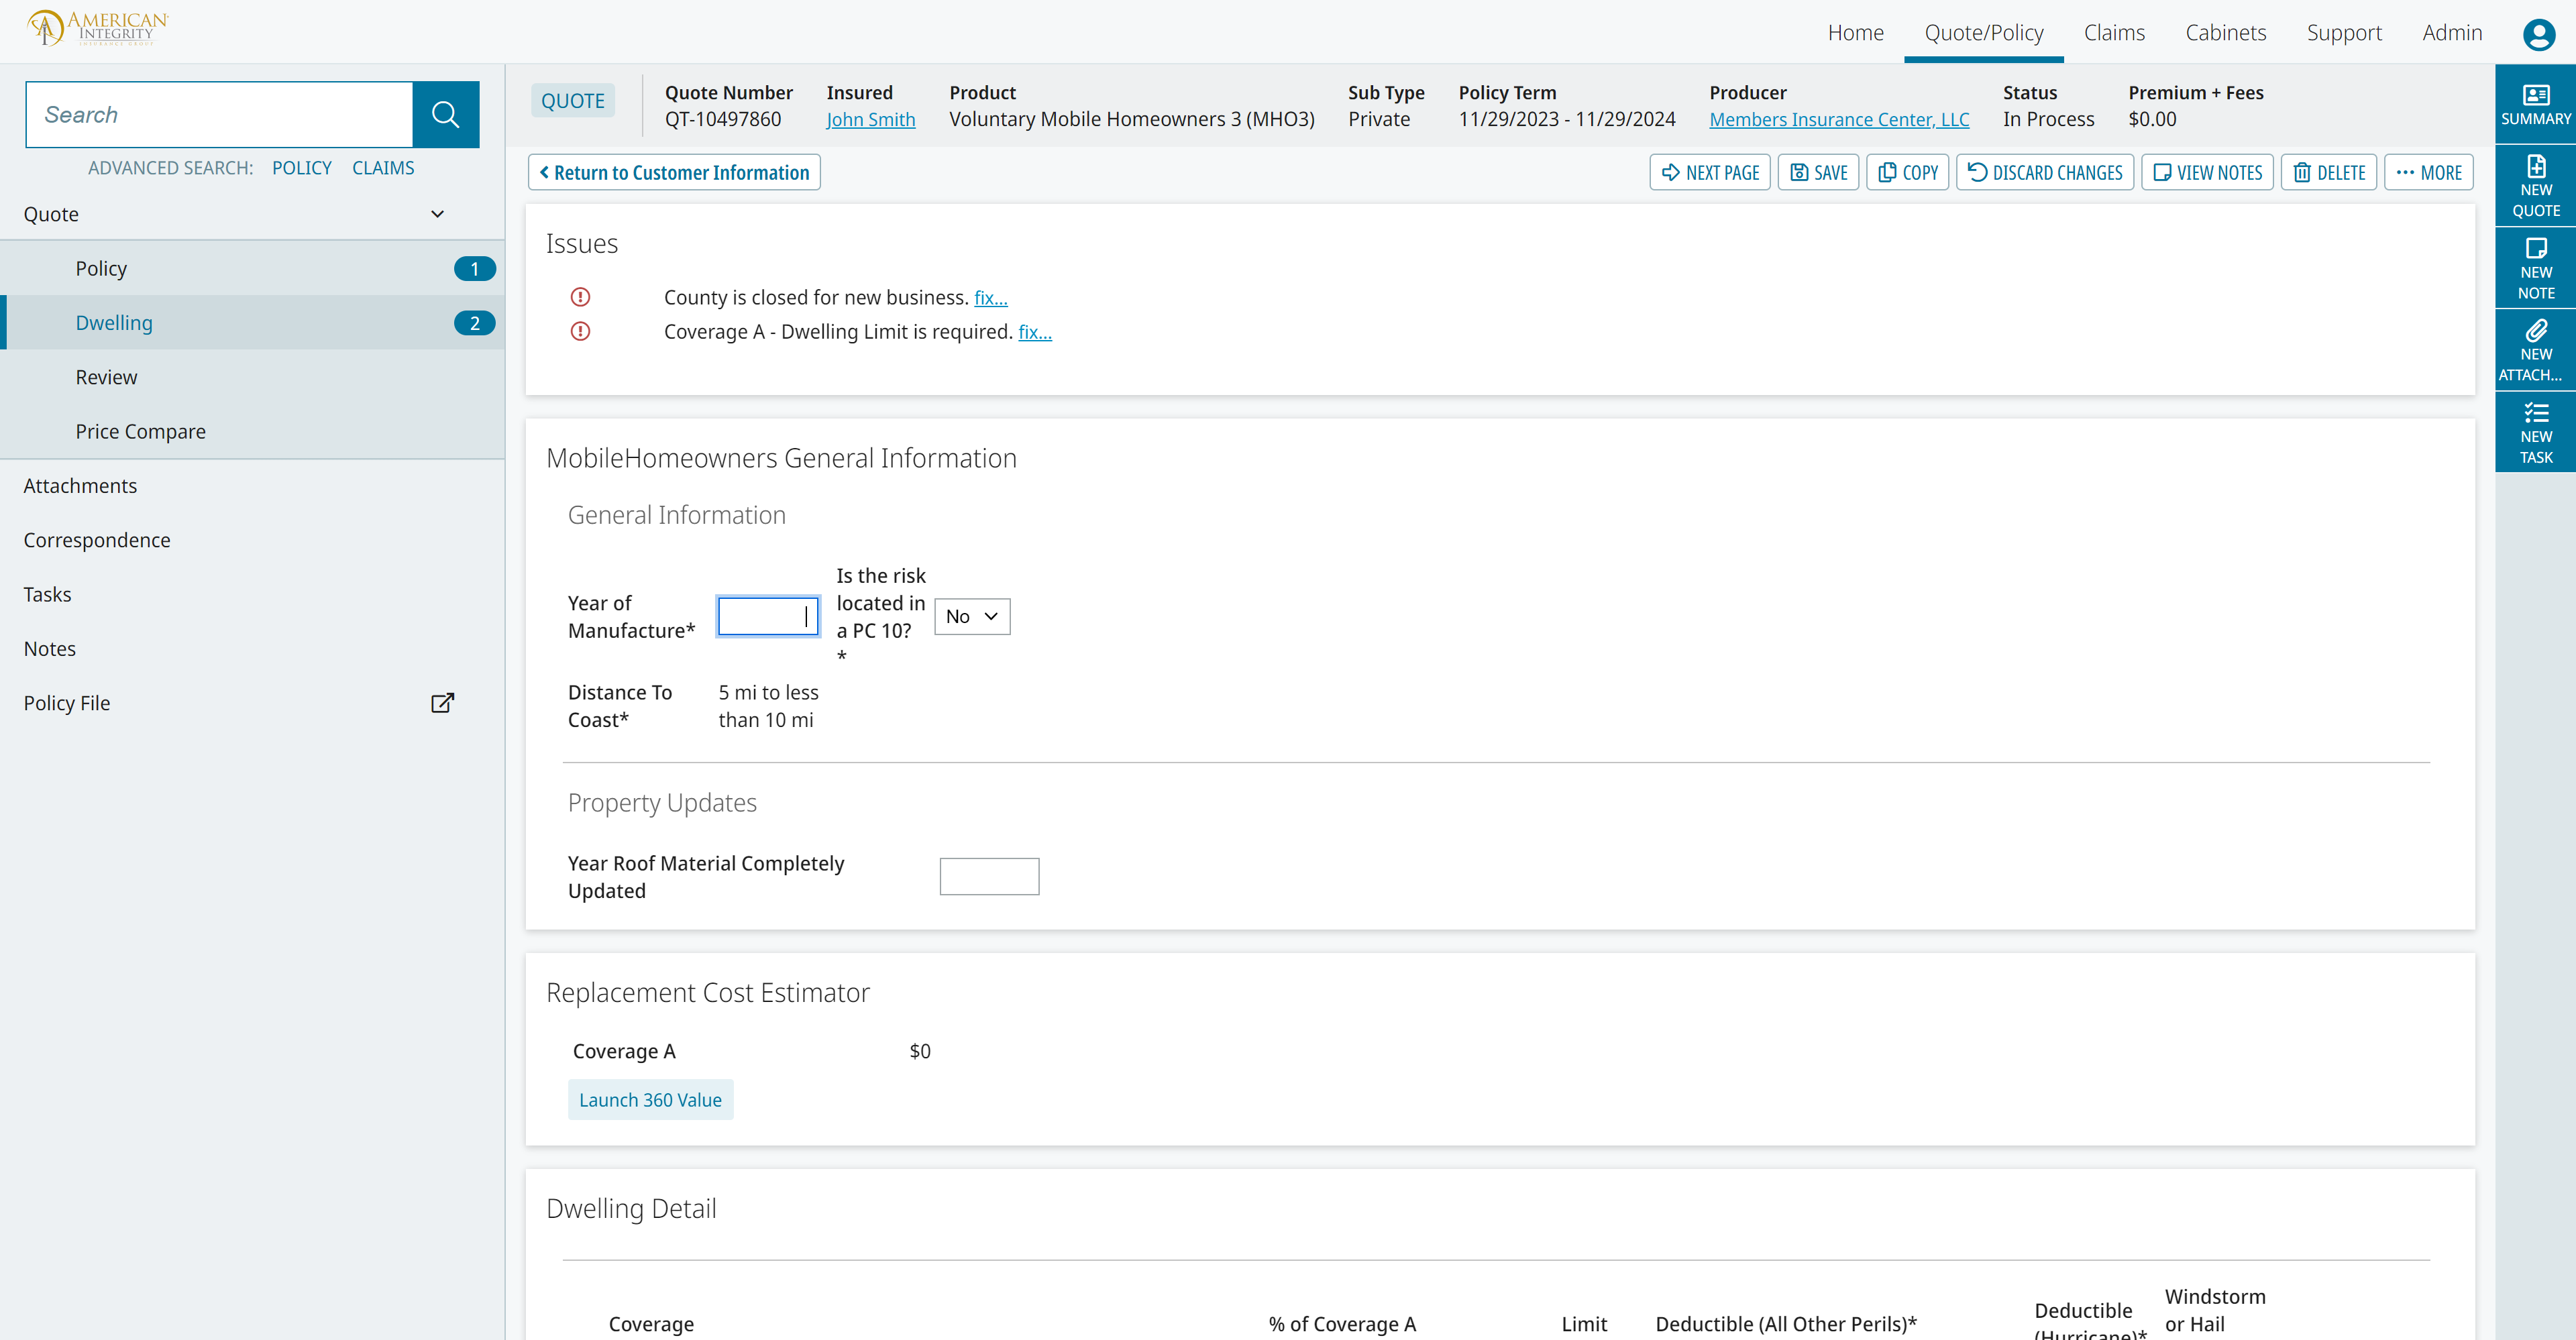 AMERICAN
INTEGRITY
INSURANCE GROUP
Home Quote/Policy Claims Cabinets Support Admin
Search
ADVANCED SEARCH: POLICY CLAIMS
Quote
Policy 1
Dwelling 2
Review
Price Compare
Attachments
Correspondence
Tasks
Notes
Policy File
QUOTE
Quote Number Insured Product Sub Type Policy Term Producer Status Premium + Fees
QT-10497860 John Smith Voluntary Mobile Homeowners 3 (MHO3) Private 11/29/2023 - 11/29/2024 Members Insurance Center, LLC In Process $0.00
Return to Customer Information
NEXT PAGE SAVE COPY DISCARD CHANGES VIEW NOTES DELETE MORE
Issues
County is closed for new business. fix...
Coverage A - Dwelling Limit is required. fix...
MobileHomeowners General Information
General Information
Year of
Manufacture*
Is the risk
located in
a PC 10?
*
No
Distance To
Coast*
5 mi to less
than 10 mi
Property Updates
Year Roof Material Completely
Updated
Replacement Cost Estimator
Coverage A $0
Launch 360 Value
Dwelling Detail
Coverage % of Coverage A Limit Deductible (All Other Perils)*
Deductible
(Hurricane)*
Windstorm
or Hail
SUMMARY
NEW
QUOTE
NEW
NOTE
NEW
ATTACH...
NEW
TASK